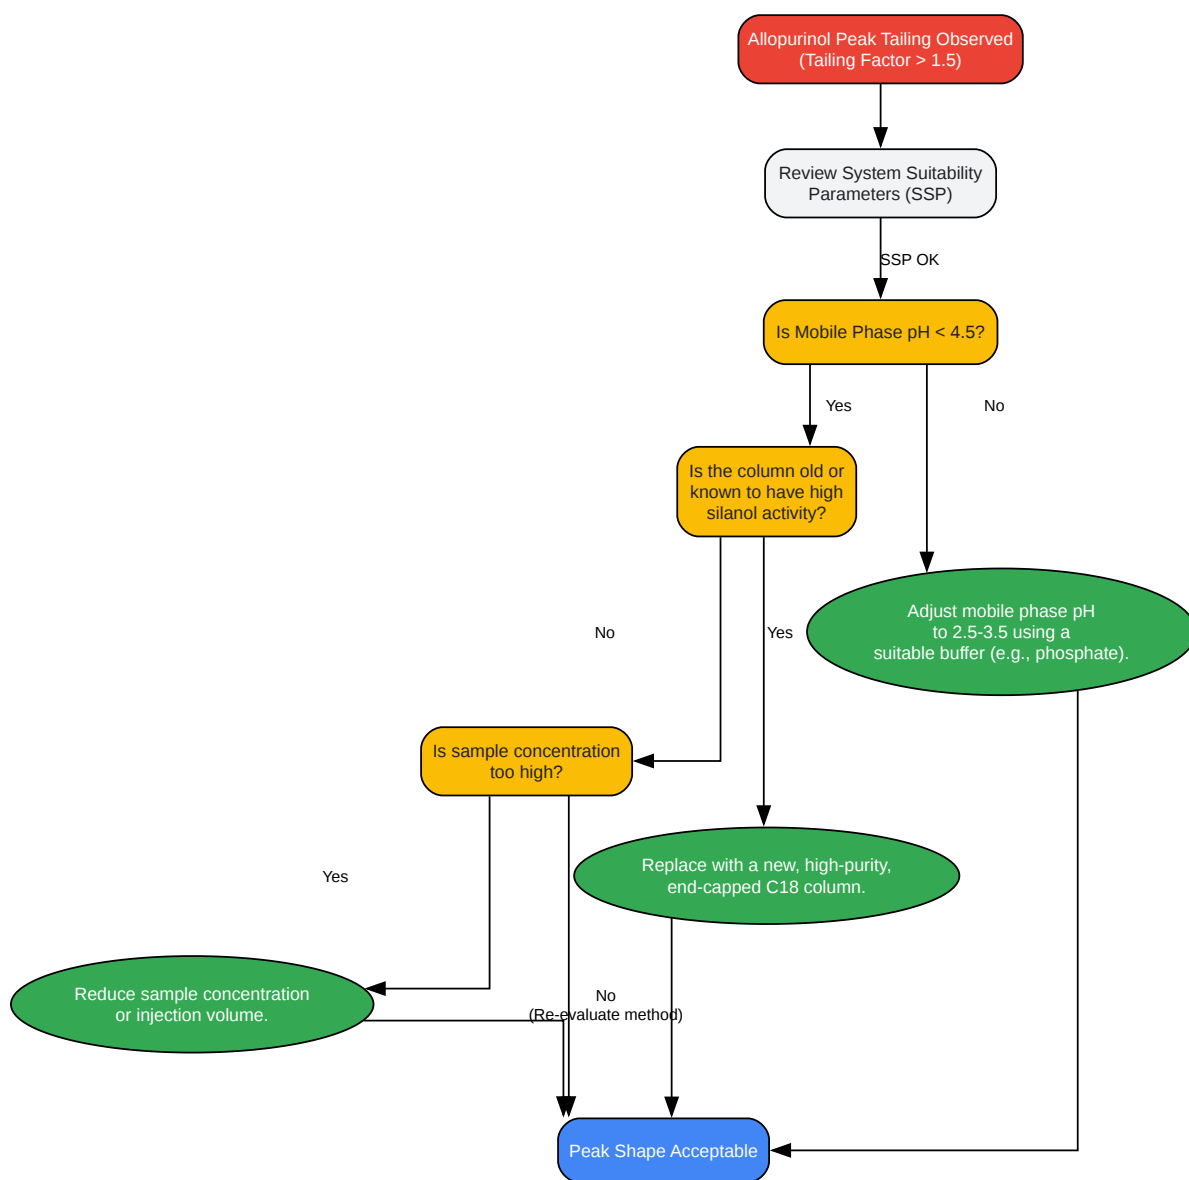 Allopurinol Peak Tailing Observed
(Tailing Factor > 1.5)
Review System Suitability
Parameters (SSP)
SSP OK
Is Mobile Phase pH < 4.5?
Yes
No
Is the column old or
known to have high
silanol activity?
Adjust mobile phase pH
to 2.5-3.5 using a
suitable buffer (e.g., phosphate).
No
Yes
Is sample concentration
too high?
Replace with a new, high-purity,
end-capped C18 column.
Yes
Reduce sample concentration
or injection volume.
No
(Re-evaluate method)
Peak Shape Acceptable